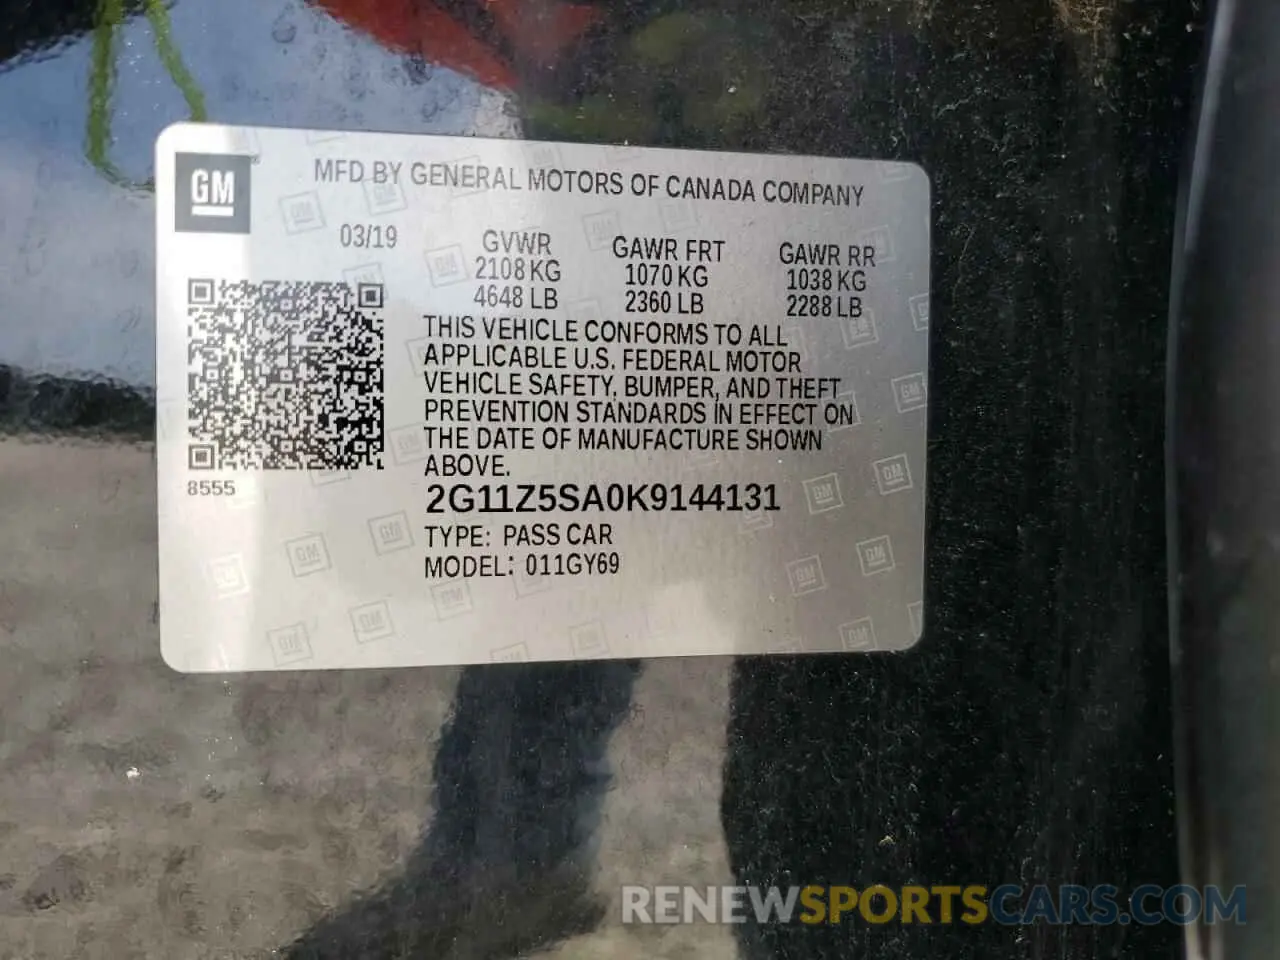 GM
MFD BY GENERAL MOTORS OF CANADA COMPANY
03/19
GVWR GAWR FRT GAWR RR
2108 KG 1070 KG 1038 KG
4648 LB 2360 LB 2288 LB
THIS VEHICLE CONFORMS TO ALL
APPLICABLE U.S. FEDERAL MOTOR
VEHICLE SAFETY, BUMPER, AND THEFT
PREVENTION STANDARDS IN EFFECT ON
THE DATE OF MANUFACTURE SHOWN
ABOVE.
8555
2G11Z5SA0K9144131
TYPE: PASS CAR
MODEL: 011GY69
RENEWSPORTSCARS.COM